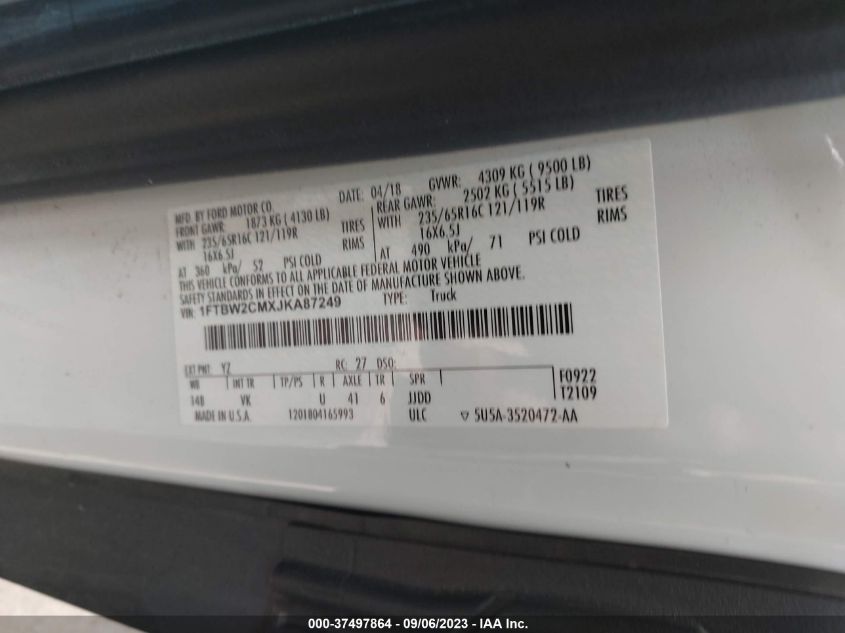 MFD. BY FORD MOTOR CO. DATE: 04/18 GVWR: 4309 KG ( 9500 LB)
FRONT GAWR: 1873 KG ( 4130 LB) REAR GAWR: 2502 KG ( 5515 LB)
WITH 235/65R16C 121/119R TIRES WITH 235/65R16C 121/119R TIRES
16X6.5J RIMS 16X6.5J RIMS
AT 360 kPa/ 52 PSI COLD AT 490 kPa/ 71 PSI COLD
THIS VEHICLE CONFORMS TO ALL APPLICABLE FEDERAL MOTOR VEHICLE
SAFETY STANDARDS IN EFFECT ON THE DATE OF MANUFACTURE SHOWN ABOVE.
VIN: 1FTBW2CMXJKA87249 TYPE: Truck
EXT PNT: YZ RC: 27 DSO:
WB INT TR TP/PS R AXLE TR SPR F0922
148 VK U 41 6 JJDD T2109
MADE IN U.S.A. 1201804165993 ULC ▽ 5U5A-3520472-AA
000-37497864 - 09/06/2023 - IAA Inc.